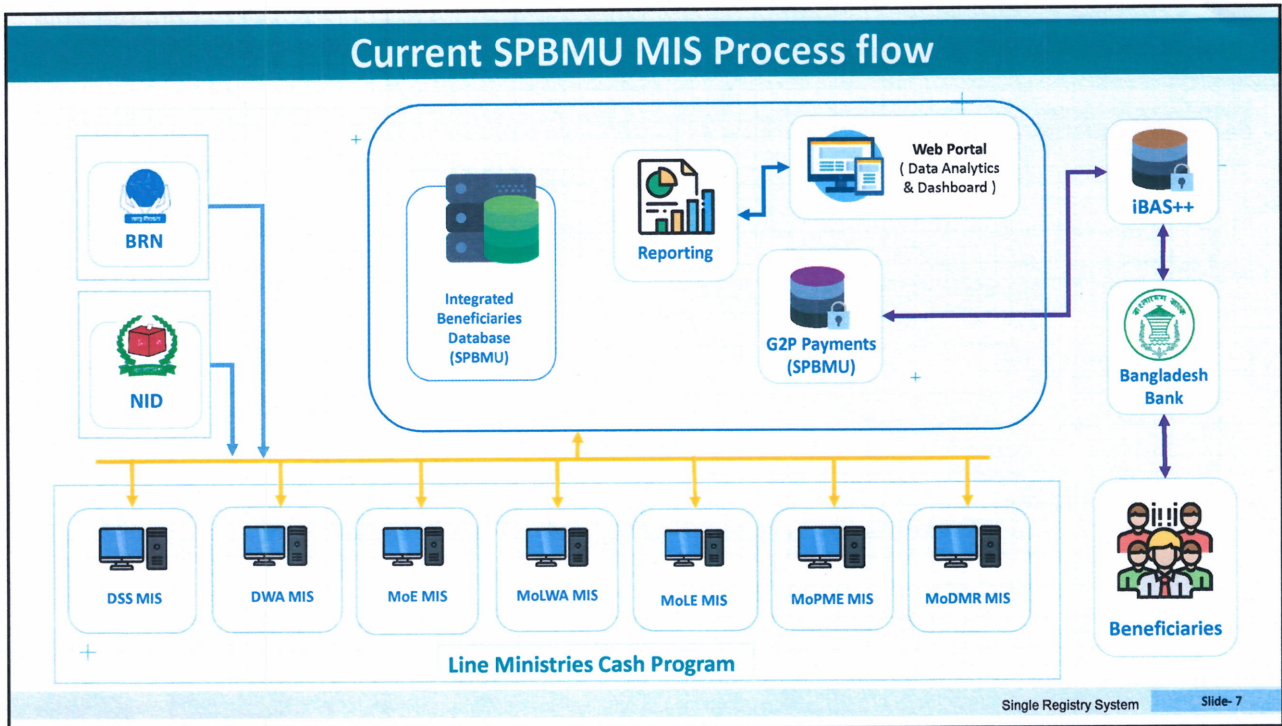 Current SPBMU MIS Process flow
BRN
NID
Integrated
Beneficiaries
Database
(SPBMU)
Reporting
Web Portal
( Data Analytics
& Dashboard )
G2P Payments
(SPBMU)
iBAS++
Bangladesh
Bank
Beneficiaries
DSS MIS
DWA MIS
MoE MIS
MoLWA MIS
MoLE MIS
MoPME MIS
MoDMR MIS
Line Ministries Cash Program
Single Registry System
Slide- 7